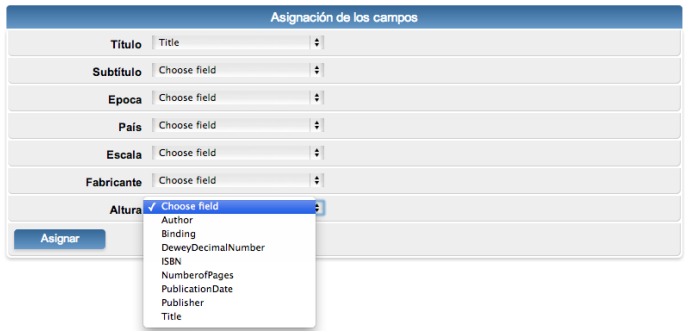 Asignación de los campos
Título Title
Subtítulo Choose field
Epoca Choose field
País Choose field
Escala Choose field
Fabricante Choose field
Altura ✓ Choose field
Author
Binding
DeweyDecimalNumber
ISBN
NumberofPages
PublicationDate
Publisher
Title
Asignar